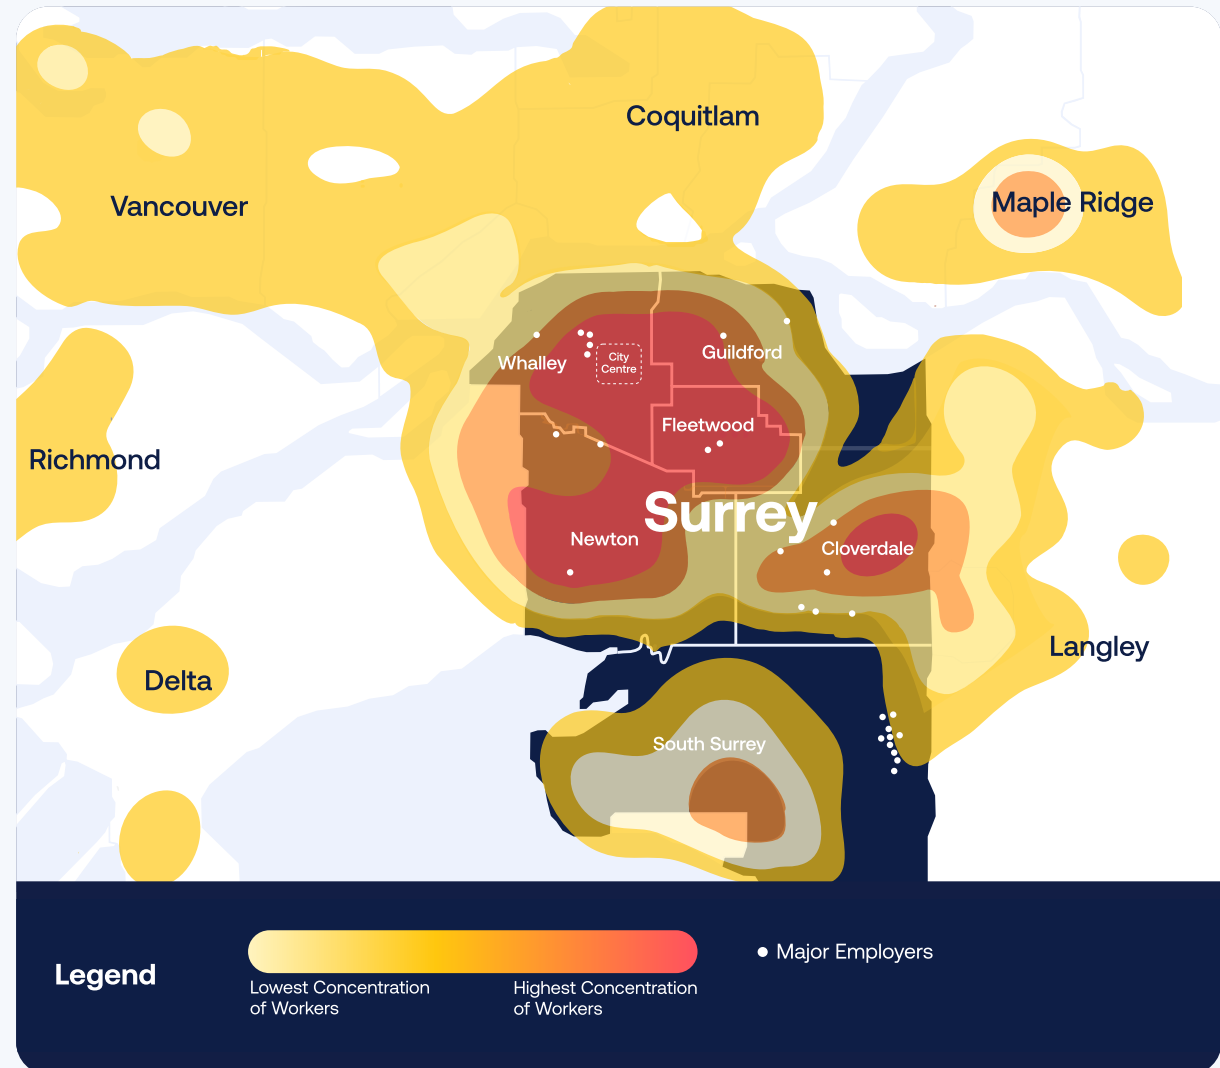 Coquitlam
Vancouver
Maple Ridge
Whalley
City
Centre
Guildford
Fleetwood
Richmond
Surrey
Newton
Cloverdale
Langley
Delta
South Surrey
Legend
Lowest Concentration
of Workers
Highest Concentration
of Workers
Major Employers